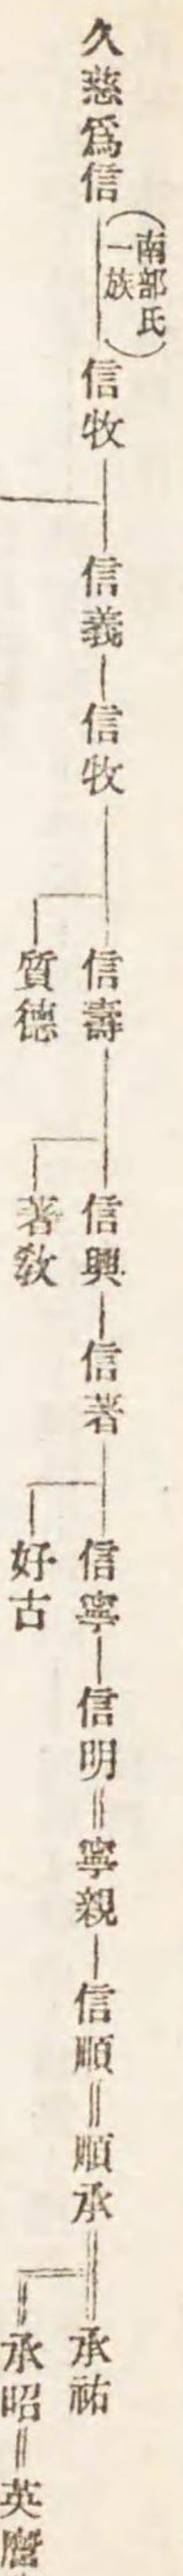 久慈爲信
(南部氏
一族)
信牧
信義
信牧
信壽
質德
信興
著敎
信著
信寧
好古
信明
寧親
信順
順承
承祐
承昭
英麿